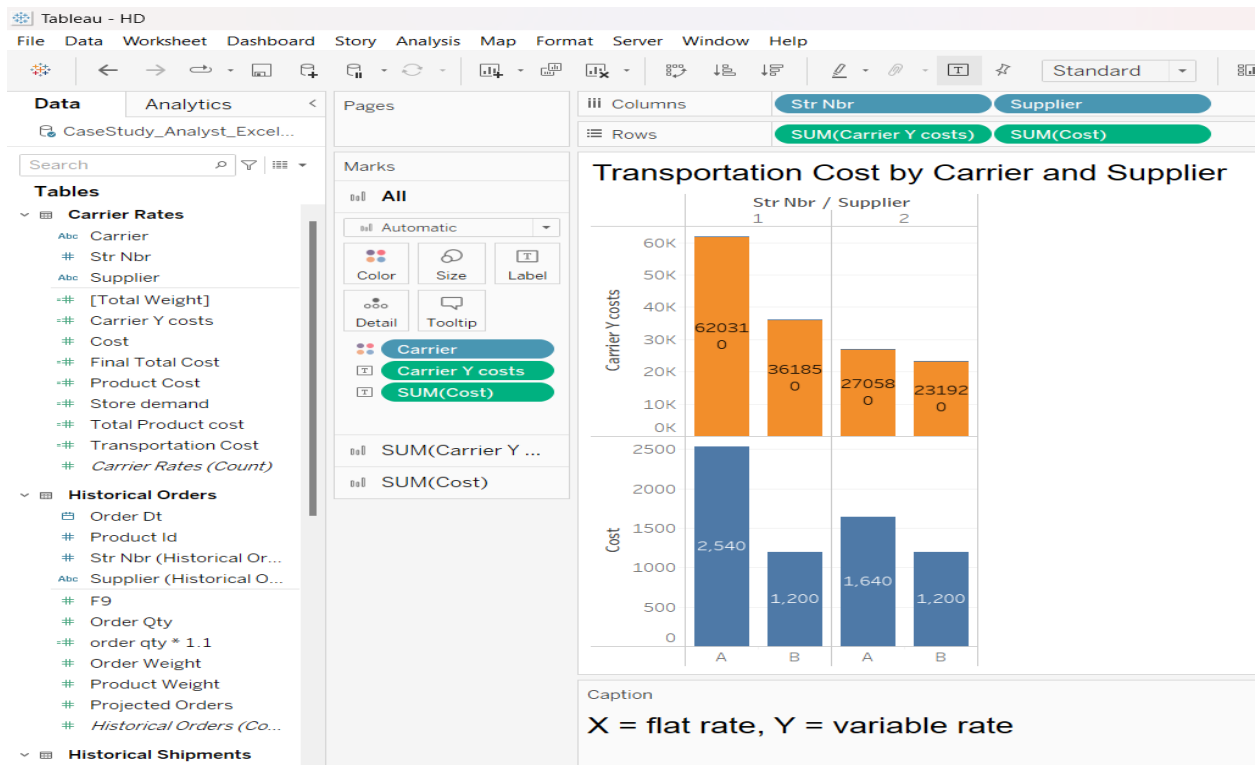 Tableau - HD
File Data Worksheet Dashboard Story Analysis Map Format Server Window Help
Standard
Data Analytics <
CaseStudy_Analyst_Excel...
Search
Tables
Carrier Rates
Abc Carrier
# Str Nbr
Abc Supplier
=# [Total Weight]
=# Carrier Y costs
# Cost
=# Final Total Cost
=# Product Cost
=# Store demand
=# Total Product cost
=# Transportation Cost
# Carrier Rates (Count)
Historical Orders
Order Dt
# Product Id
# Str Nbr (Historical Or...
Abc Supplier (Historical O...
# F9
# Order Qty
=# order qty * 1.1
# Order Weight
# Product Weight
# Projected Orders
# Historical Orders (Co...
Historical Shipments
Pages
Marks
All
Automatic
Color Size Label
Detail Tooltip
Carrier
Carrier Y costs
SUM(Cost)
SUM(Carrier Y ...
SUM(Cost)
Columns Str Nbr Supplier
Rows SUM(Carrier Y costs) SUM(Cost)
Transportation Cost by Carrier and Supplier
Str Nbr / Supplier
1 2
Carrier Y costs
60K
50K
40K
30K
20K
10K
0K
62031
0
36185
0
27058
0
23192
0
Cost
2500
2000
1500
1000
500
0
2,540
1,200
1,640
1,200
A B A B
Caption
X = flat rate, Y = variable rate